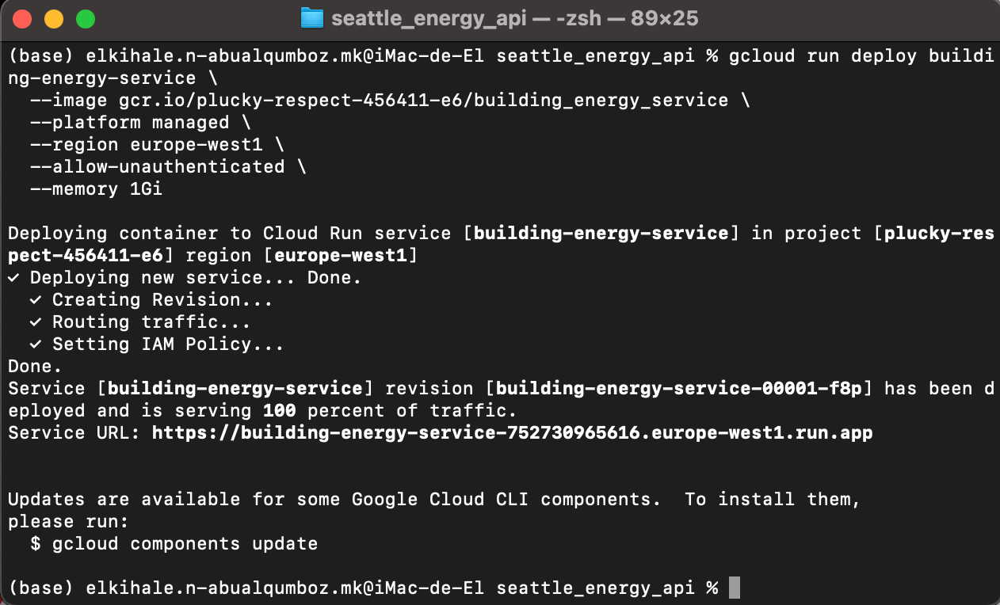 seattle_energy_api — -zsh — 89×25
(base) elkihale.n-abualqumboz.mk@iMac-de-El seattle_energy_api % gcloud run deploy buildi
ng-energy-service \
  --image gcr.io/plucky-respect-456411-e6/building_energy_service \
  --platform managed \
  --region europe-west1 \
  --allow-unauthenticated \
  --memory 1Gi
Deploying container to Cloud Run service [building-energy-service] in project [plucky-res
pect-456411-e6] region [europe-west1]
✓ Deploying new service... Done.
  ✓ Creating Revision...
  ✓ Routing traffic...
  ✓ Setting IAM Policy...
Done.
Service [building-energy-service] revision [building-energy-service-00001-f8p] has been d
eployed and is serving 100 percent of traffic.
Service URL: https://building-energy-service-752730965616.europe-west1.run.app
Updates are available for some Google Cloud CLI components.  To install them,
please run:
  $ gcloud components update
(base) elkihale.n-abualqumboz.mk@iMac-de-El seattle_energy_api %